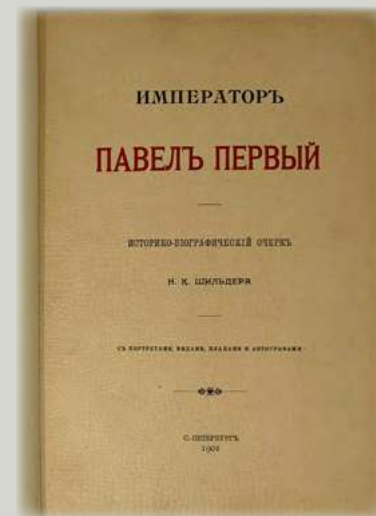 ИМПЕРАТОРЪ
ПАВЕЛЪ ПЕРВЫЙ
ИСТОРИКО-БІОГРАФИЧЕСКІЙ ОЧЕРКЪ
Н. К. ШИЛЬДЕРА
СЪ ПОРТРЕТАМИ, ВИДАМИ, ПЛАНАМИ И АВТОГРАФАМИ
С.-ПЕТЕРБУРГЪ
1901